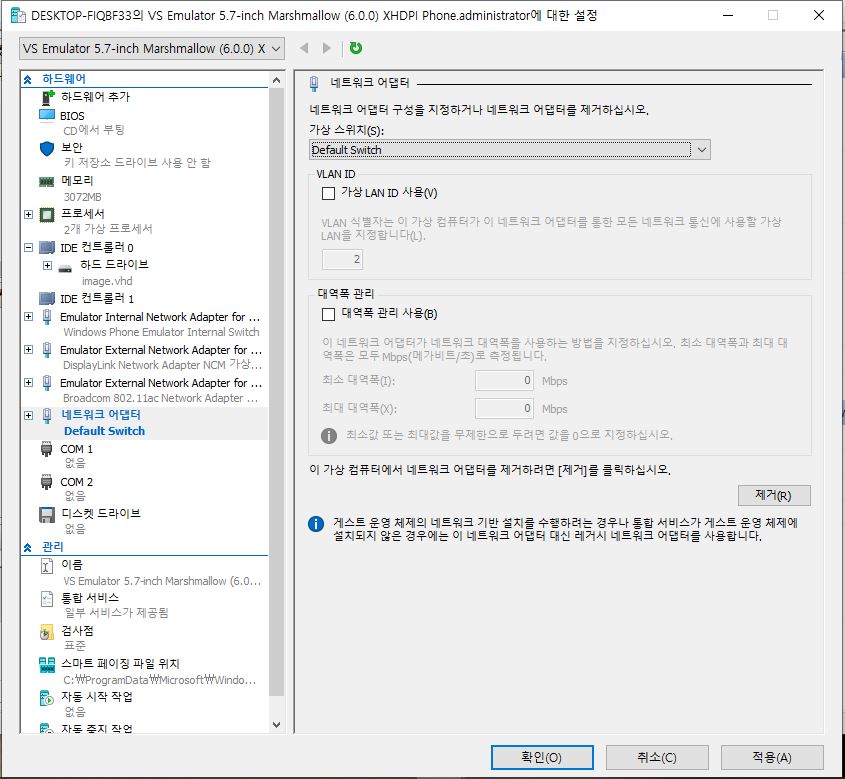 DESKTOP-FIQBF33의 VS Emulator 5.7-inch Marshmallow (6.0.0) XHDPI Phone.administrator에 대한 설정
VS Emulator 5.7-inch Marshmallow (6.0.0) X
하드웨어
하드웨어 추가
BIOS
CD에서 부팅
보안
키 저장소 드라이브 사용 안 함
메모리
3072MB
프로세서
2개 가상 프로세서
IDE 컨트롤러 0
하드 드라이브
image.vhd
IDE 컨트롤러 1
Emulator Internal Network Adapter for ...
Windows Phone Emulator Internal Switch
Emulator External Network Adapter for ...
DisplayLink Network Adapter NCM 가상...
Emulator External Network Adapter for ...
Broadcom 802.11ac Network Adapter ...
네트워크 어댑터
Default Switch
COM 1
없음
COM 2
없음
디스켓 드라이브
없음
관리
이름
VS Emulator 5.7-inch Marshmallow (6.0...
통합 서비스
일부 서비스가 제공됨
검사점
표준
스마트 페이징 파일 위치
C:₩ProgramData₩Microsoft₩Windo...
자동 시작 작업
없음
자동 중지 작업
네트워크 어댑터
네트워크 어댑터 구성을 지정하거나 네트워크 어댑터를 제거하십시오.
가상 스위치(S):
Default Switch
VLAN ID
가상 LAN ID 사용(V)
VLAN 식별자는 이 가상 컴퓨터가 이 네트워크 어댑터를 통한 모든 네트워크 통신에 사용할 가상
LAN을 지정합니다(L).
2
대역폭 관리
대역폭 관리 사용(B)
이 네트워크 어댑터가 네트워크 대역폭을 사용하는 방법을 지정하십시오. 최소 대역폭과 최대 대
역폭은 모두 Mbps(메가비트/초)로 측정됩니다.
최소 대역폭(I):
0 Mbps
최대 대역폭(X):
0 Mbps
최소값 또는 최대값을 무제한으로 두려면 값을 0으로 지정하십시오.
이 가상 컴퓨터에서 네트워크 어댑터를 제거하려면 [제거]를 클릭하십시오.
제거(R)
게스트 운영 체제의 네트워크 기반 설치를 수행하려는 경우나 통합 서비스가 게스트 운영 체제에
설치되지 않은 경우에는 이 네트워크 어댑터 대신 레거시 네트워크 어댑터를 사용합니다.
확인(O)
취소(C)
적용(A)